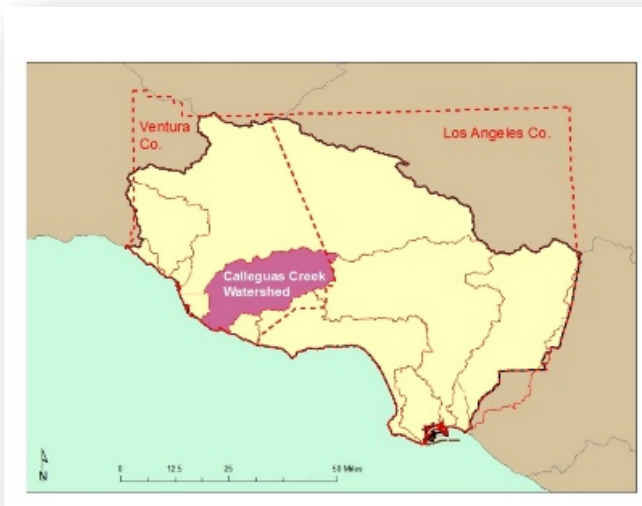 Ventura
Co.
Los Angeles Co.
Calleguas Creek
Watershed
N
0 12.5 25 50 Miles